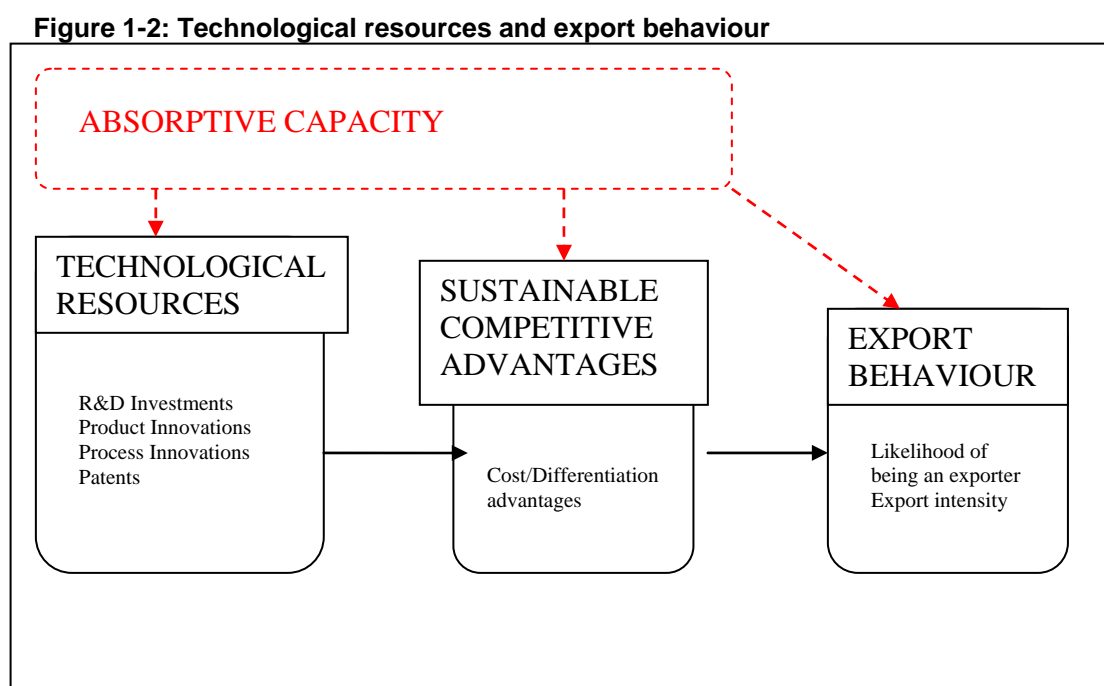 Figure 1-2: Technological resources and export behaviour
ABSORPTIVE CAPACITY
TECHNOLOGICAL
RESOURCES
R&D Investments
Product Innovations
Process Innovations
Patents
SUSTAINABLE
COMPETITIVE
ADVANTAGES
Cost/Differentiation
advantages
EXPORT
BEHAVIOUR
Likelihood of
being an exporter
Export intensity